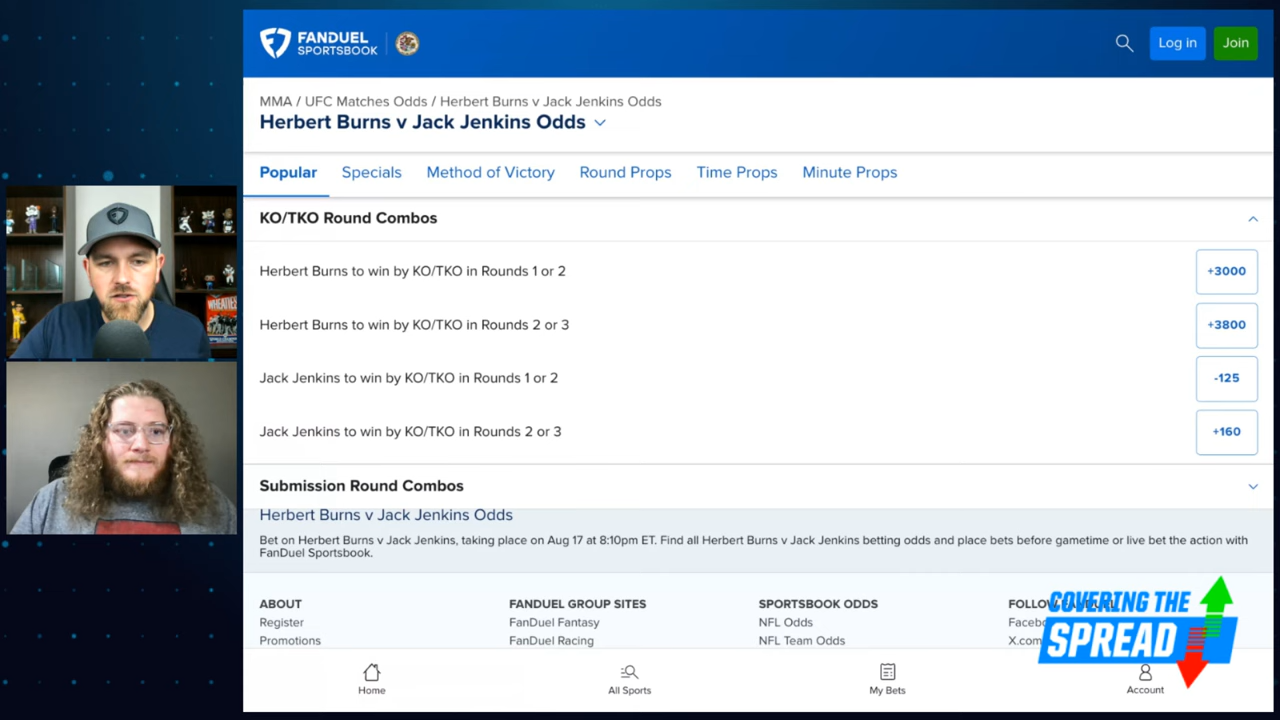 FANDUEL
SPORTSBOOK
Log in
Join
MMA / UFC Matches Odds / Herbert Burns v Jack Jenkins Odds
Herbert Burns v Jack Jenkins Odds
Popular
Specials
Method of Victory
Round Props
Time Props
Minute Props
KO/TKO Round Combos
Herbert Burns to win by KO/TKO in Rounds 1 or 2
+3000
Herbert Burns to win by KO/TKO in Rounds 2 or 3
+3800
Jack Jenkins to win by KO/TKO in Rounds 1 or 2
-125
Jack Jenkins to win by KO/TKO in Rounds 2 or 3
+160
WHEATIES
Submission Round Combos
Herbert Burns v Jack Jenkins Odds
Bet on Herbert Burns v Jack Jenkins, taking place on Aug 17 at 8:10pm ET. Find all Herbert Burns v Jack Jenkins betting odds and place bets before gametime or live bet the action with
FanDuel Sportsbook.
ABOUT
FANDUEL GROUP SITES
SPORTSBOOK ODDS
FOLLOW FANDUEL
Register
FanDuel Fantasy
NFL Odds
Promotions
FanDuel Racing
NFL Team Odds
X.com
COVERING THE
SPREAD
Home
All Sports
My Bets
Account